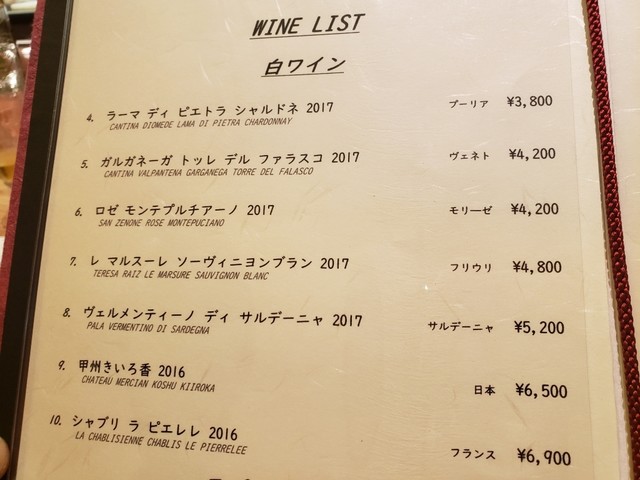 WINE LIST
白ワイン
4. ラーマ ディ ピエトラ シャルドネ 2017 プーリア ¥3,800
CANTINA DIOMEDE LAMA DI PIETRA CHARDONNAY
5. ガルガネーガ トッレ デル ファラスコ 2017 ヴェネト ¥4,200
CANTINA VALPANTENA GARGANEGA TORRE DEL FALASCO
6. ロゼ モンテプルチアーノ 2017 モリーゼ ¥4,200
SAN ZENONE ROSE MONTEPUCIANO
7. レ マルスーレ ソーヴィニヨンブラン 2017 フリウリ ¥4,800
TERESA RAIZ LE MARSURE SAUVIGNON BLANC
8. ヴェルメンティーノ ディ サルデーニャ 2017 サルデーニャ ¥5,200
PALA VERMENTINO DI SARDEGNA
9. 甲州きいろ香 2016 日本 ¥6,500
CHATEAU MERCIAN KOSHU KIIROKA
10. シャブリ ラ ピエレレ 2016 フランス ¥6,900
LA CHABLISIENNE CHABLIS LE PIERRELEE